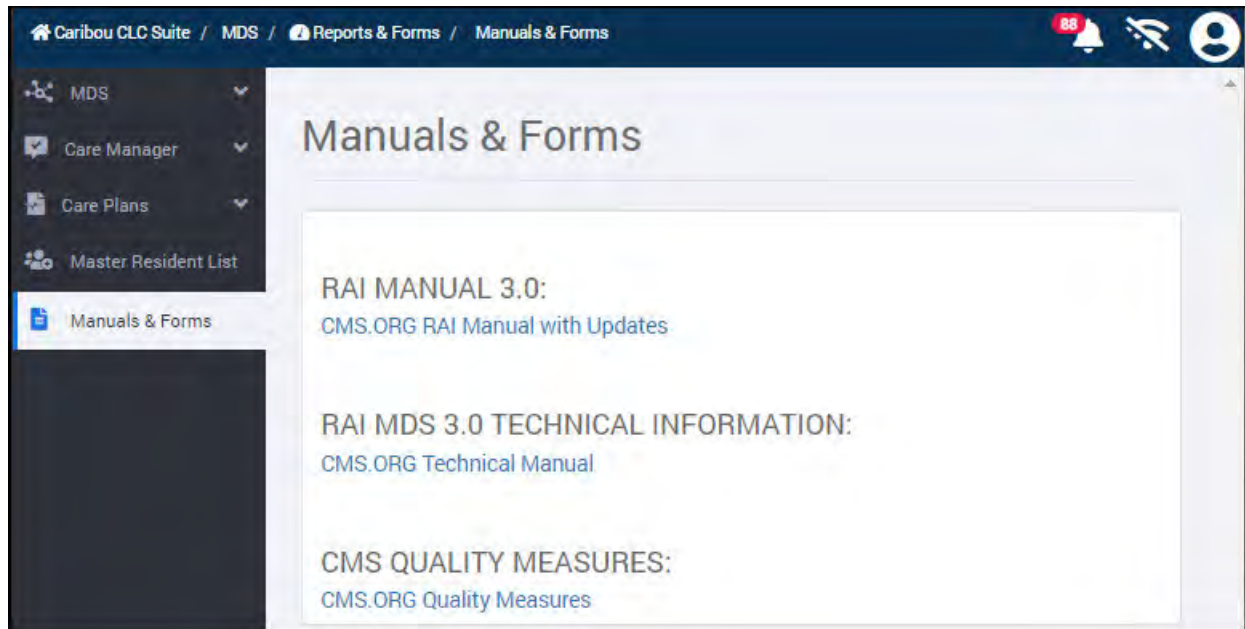 Caribou CLC Suite / MDS / Reports & Forms / Manuals & Forms
88
MDS
Care Manager
Care Plans
Master Resident List
Manuals & Forms
Manuals & Forms
RAI MANUAL 3.0:
CMS.ORG RAI Manual with Updates
RAI MDS 3.0 TECHNICAL INFORMATION:
CMS.ORG Technical Manual
CMS QUALITY MEASURES:
CMS.ORG Quality Measures